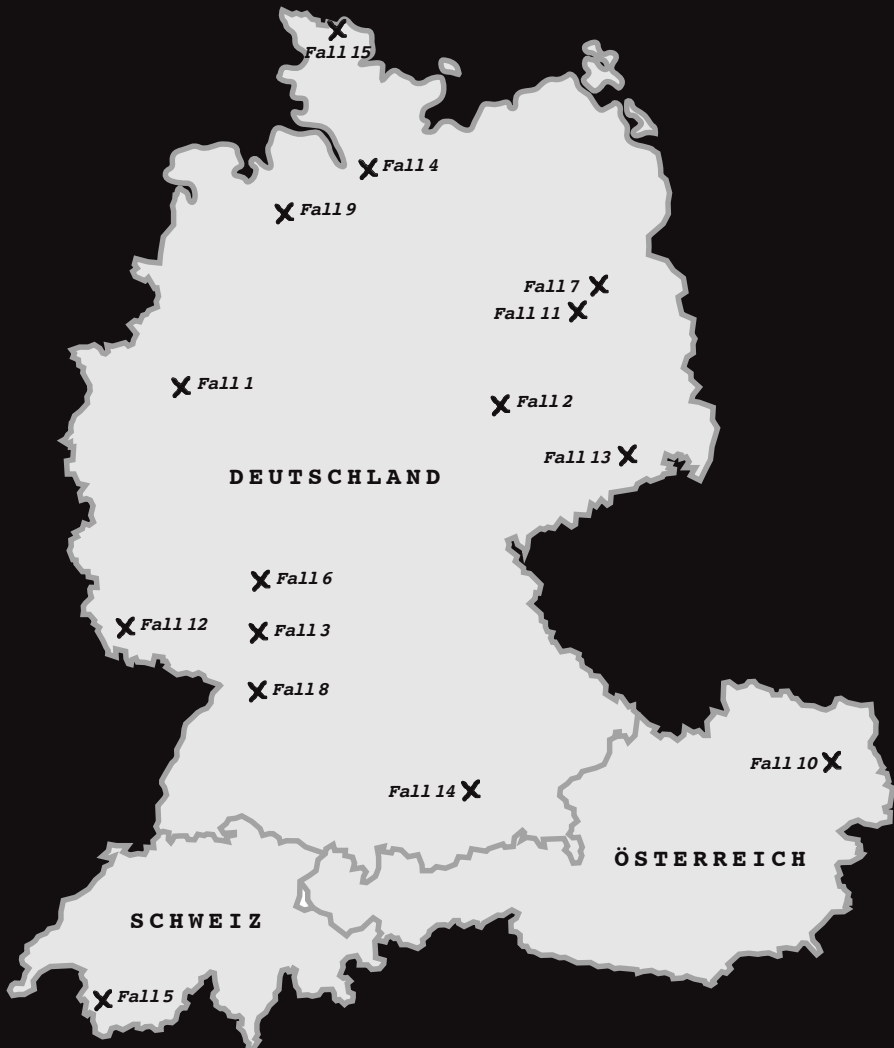 Fall 15
Fall 4
Fall 9
Fall 7
Fall 11
Fall 1
Fall 2
Fall 13
DEUTSCHLAND
Fall 6
Fall 12
Fall 3
Fall 8
Fall 10
Fall 14
ÖSTERREICH
SCHWEIZ
Fall 5